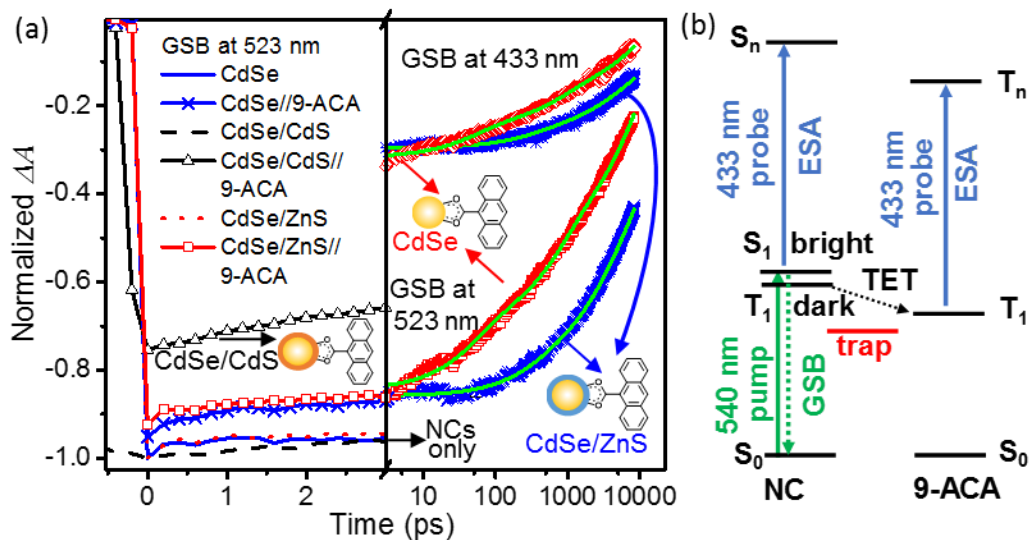 (a)
GSB at 523 nm
CdSe
CdSe//9-ACA
CdSe/CdS
CdSe/CdS//
9-ACA
CdSe/ZnS
CdSe/ZnS//
9-ACA
GSB at 433 nm
CdSe
GSB at
523 nm
CdSe/CdS
NCs
only
CdSe/ZnS
O
O
O
O
O
O
Normalized ΔA
-0.2
-0.4
-0.6
-0.8
-1.0
0
1
2
10
100
1000
10000
Time (ps)
(b)
Sn
Tn
433 nm
probe
ESA
433 nm
probe
ESA
S1 bright
TET
T1 dark
T1
trap
540 nm
pump
GSB
S0
S0
NC
9-ACA